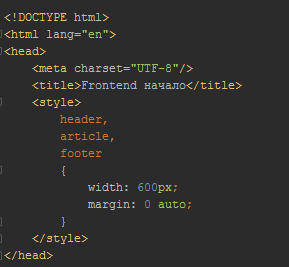 <!DOCTYPE html>
<html lang="en">
<head>
    <meta charset="UTF-8"/>
    <title>Frontend начало</title>
    <style>
        header,
        article,
        footer
        {
            width: 600px;
            margin: 0 auto;
        }
    </style>
</head>